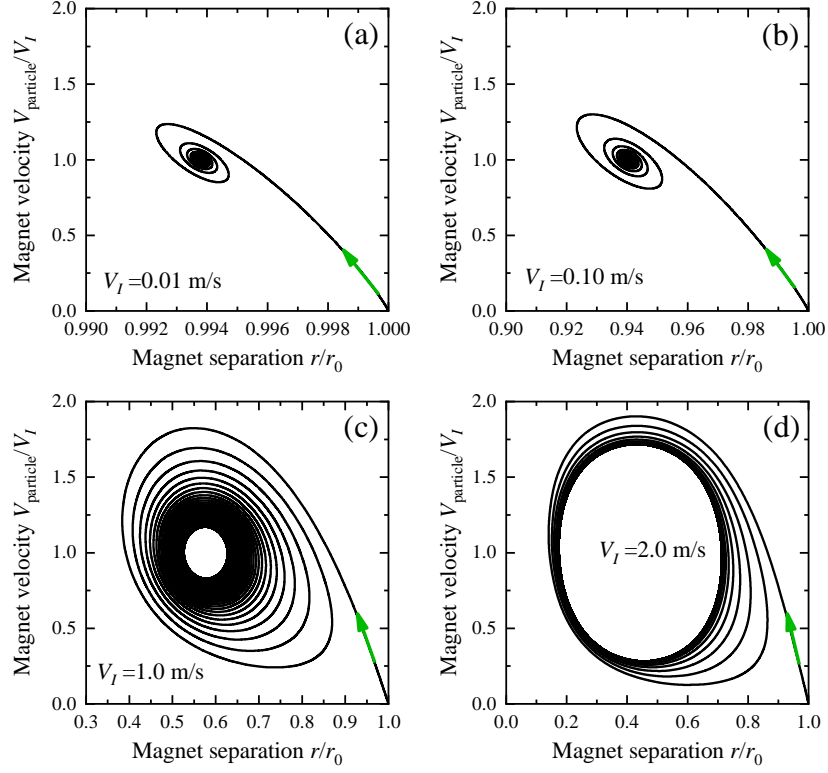 (a)
Magnet velocity V_particle/V_I
2.0
1.5
1.0
0.5
0.0
V_I =0.01 m/s
0.990 0.992 0.994 0.996 0.998 1.000
Magnet separation r/r_0
(b)
Magnet velocity V_particle/V_I
2.0
1.5
1.0
0.5
0.0
V_I =0.10 m/s
0.90 0.92 0.94 0.96 0.98 1.00
Magnet separation r/r_0
(c)
Magnet velocity V_particle/V_I
2.0
1.5
1.0
0.5
0.0
V_I =1.0 m/s
0.3 0.4 0.5 0.6 0.7 0.8 0.9 1.0
Magnet separation r/r_0
(d)
Magnet velocity V_particle/V_I
2.0
1.5
1.0
0.5
0.0
V_I =2.0 m/s
0.0 0.2 0.4 0.6 0.8 1.0
Magnet separation r/r_0